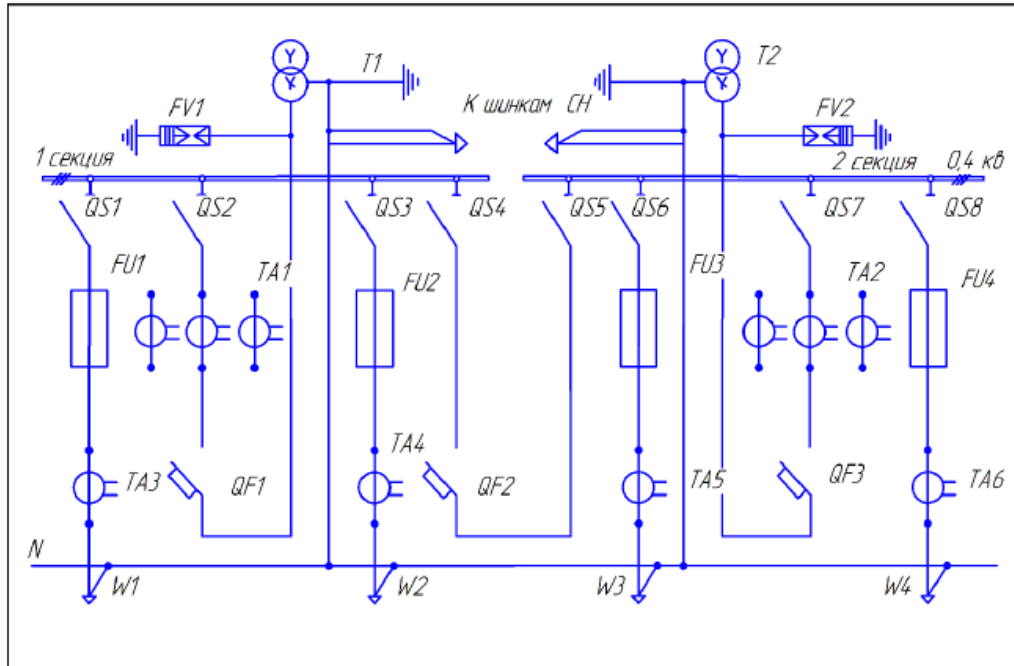 T1
T2
К шинкам СН
FV1
FV2
1 секция
2 секция
0,4 кв
QS1
QS2
QS3
QS4
QS5
QS6
QS7
QS8
FU1
TA1
FU2
FU3
TA2
FU4
TA3
QF1
TA4
QF2
TA5
QF3
TA6
N
W1
W2
W3
W4